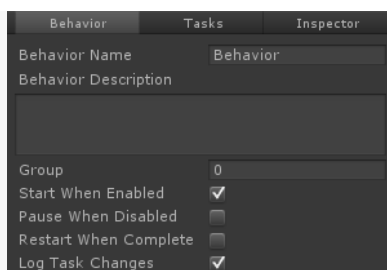 Behavior Tasks Inspector
Behavior Name Behavior
Behavior Description
Group 0
Start When Enabled
Pause When Disabled
Restart When Complete
Log Task Changes